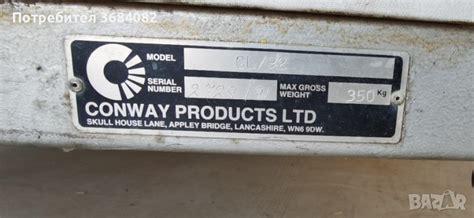 Потребител 3684082
MODEL
SERIAL NUMBER
MAX GROSS WEIGHT 350 Kg
CONWAY PRODUCTS LTD
SKULL HOUSE LANE, APPLEY BRIDGE, LANCASHIRE, WN6 9DW.
BAZAR